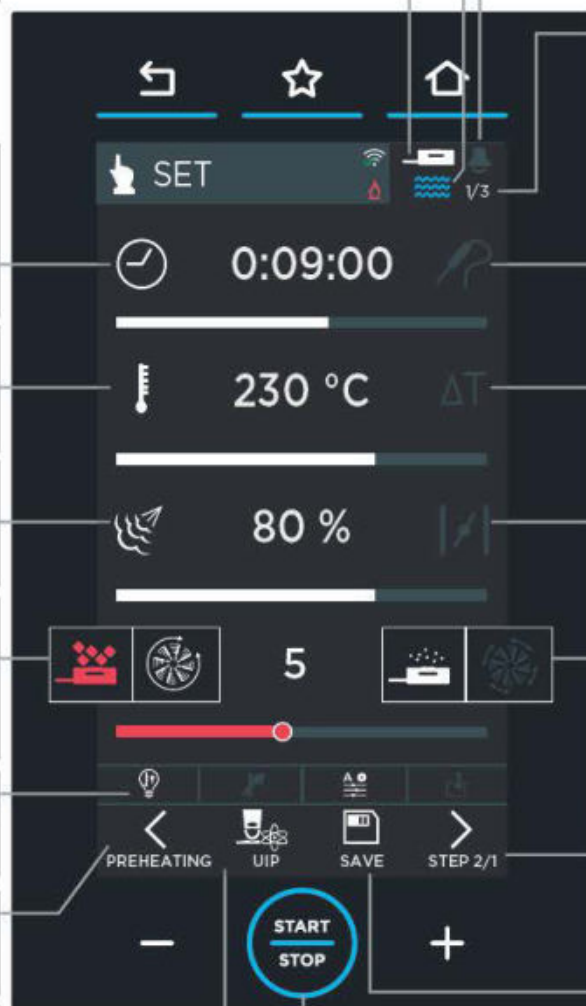 SET
1/3
0:09:00
230 °C
ΔT
80 %
5
PREHEATING
UIP
SAVE
STEP 2/1
−
START
STOP
+